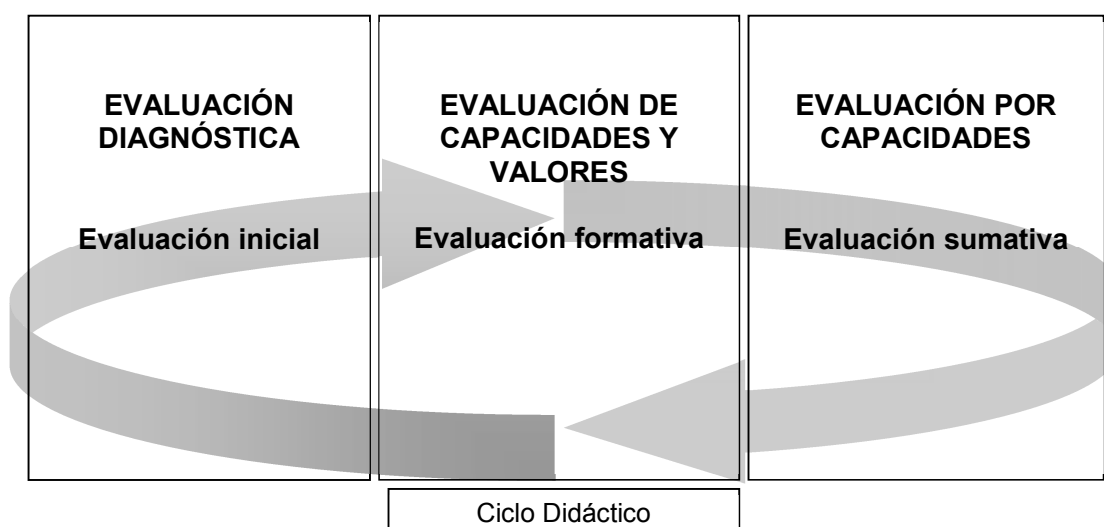 EVALUACIÓN
DIAGNÓSTICA
Evaluación inicial
EVALUACIÓN DE
CAPACIDADES Y
VALORES
Evaluación formativa
EVALUACIÓN POR
CAPACIDADES
Evaluación sumativa
Ciclo Didáctico